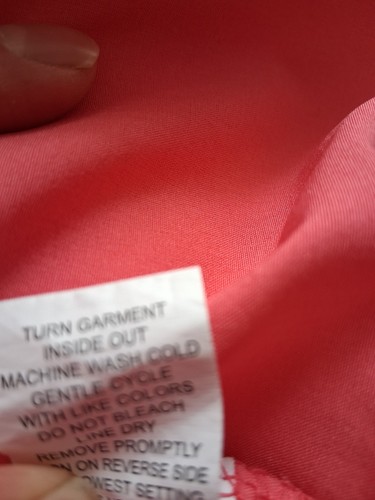 TURN GARMENT
INSIDE OUT
MACHINE WASH COLD
GENTLE CYCLE
WITH LIKE COLORS
DO NOT BLEACH
LINE DRY
REMOVE PROMPTLY
ON REVERSE SIDE
SETTING